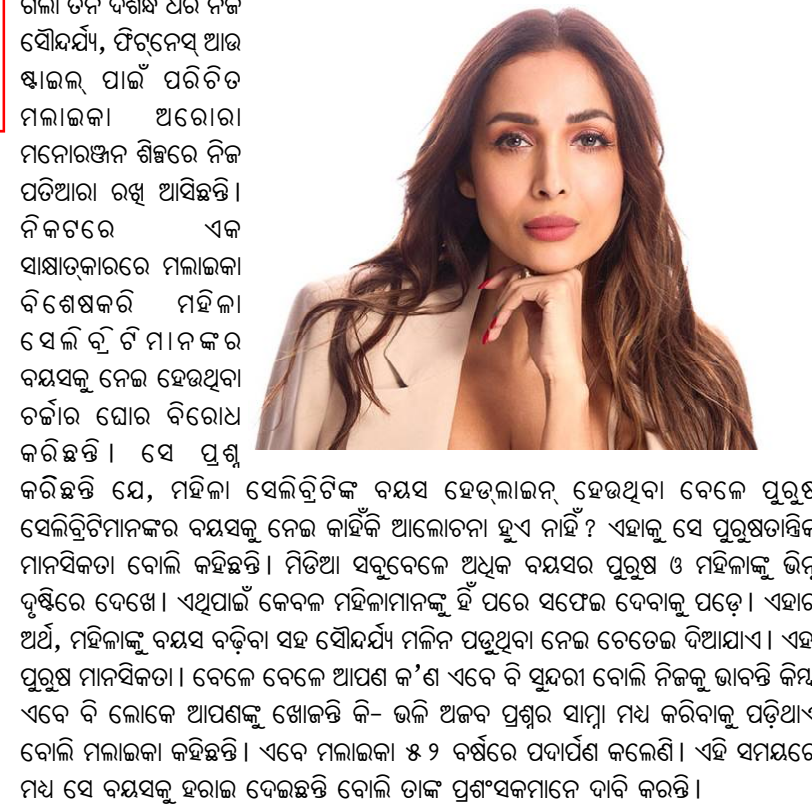 ଗଲା ତିନ ଦଶନ୍ଧି ଧରି ନିଜ
ସୌନ୍ଦର୍ଯ୍ୟ, ଫିଟ୍‌ନେସ୍ ଆଉ
ଷ୍ଟାଇଲ୍ ପାଇଁ ପରିଚିତ
ମଲାଇକା ଅରୋରା
ମନୋରଞ୍ଜନ ଶିଳ୍ପରେ ନିଜ
ପତିଆରା ରଖି ଆସିଛନ୍ତି।
ନିକଟରେ ଏକ
ସାକ୍ଷାତ୍‌କାରରେ ମଲାଇକା
ବିଶେଷକରି ମହିଳା
ସେଲିବ୍ରିଟିମାନଙ୍କର
ବୟସକୁ ନେଇ ହେଉଥିବା
ଚର୍ଚ୍ଚାର ଘୋର ବିରୋଧ
କରିଛନ୍ତି। ସେ ପ୍ରଶ୍ନ
କରିଛନ୍ତି ଯେ, ମହିଳା ସେଲିବ୍ରିଟିଙ୍କ ବୟସ ହେଡ୍‌ଲାଇନ୍ ହେଉଥିବା ବେଳେ ପୁରୁଷ
ସେଲିବ୍ରିଟିମାନଙ୍କର ବୟସକୁ ନେଇ କାହିଁକି ଆଲୋଚନା ହୁଏ ନାହିଁ? ଏହାକୁ ସେ ପୁରୁଷତାନ୍ତ୍ରିକ
ମାନସିକତା ବୋଲି କହିଛନ୍ତି। ମିଡିଆ ସବୁବେଳେ ଅଧିକ ବୟସର ପୁରୁଷ ଓ ମହିଳାଙ୍କୁ ଭିନ୍ନ
ଦୃଷ୍ଟିରେ ଦେଖେ। ଏଥିପାଇଁ କେବଳ ମହିଳାମାନଙ୍କୁ ହିଁ ପରେ ସଫେଇ ଦେବାକୁ ପଡ଼େ। ଏହାର
ଅର୍ଥ, ମହିଳାଙ୍କୁ ବୟସ ବଢ଼ିବା ସହ ସୌନ୍ଦର୍ଯ୍ୟ ମଳିନ ପଡୁଥିବା ନେଇ ଚେତେଇ ଦିଆଯାଏ। ଏହା
ପୁରୁଷ ମାନସିକତା। ବେଳେ ବେଳେ ଆପଣ କ'ଣ ଏବେ ବି ସୁନ୍ଦରୀ ବୋଲି ନିଜକୁ ଭାବନ୍ତି କିମ୍ବା
ଏବେ ବି ଲୋକେ ଆପଣଙ୍କୁ ଖୋଜନ୍ତି କି– ଭଳି ଅଜବ ପ୍ରଶ୍ନର ସାମ୍ନା ମଧ୍ୟ କରିବାକୁ ପଡ଼ିଥାଏ
ବୋଲି ମଲାଇକା କହିଛନ୍ତି। ଏବେ ମଲାଇକା ୫୨ ବର୍ଷରେ ପଦାର୍ପଣ କଲେଣି। ଏହି ସମୟରେ
ମଧ୍ୟ ସେ ବୟସକୁ ହରାଇ ଦେଇଛନ୍ତି ବୋଲି ତାଙ୍କ ପ୍ରଶଂସକମାନେ ଦାବି କରନ୍ତି।